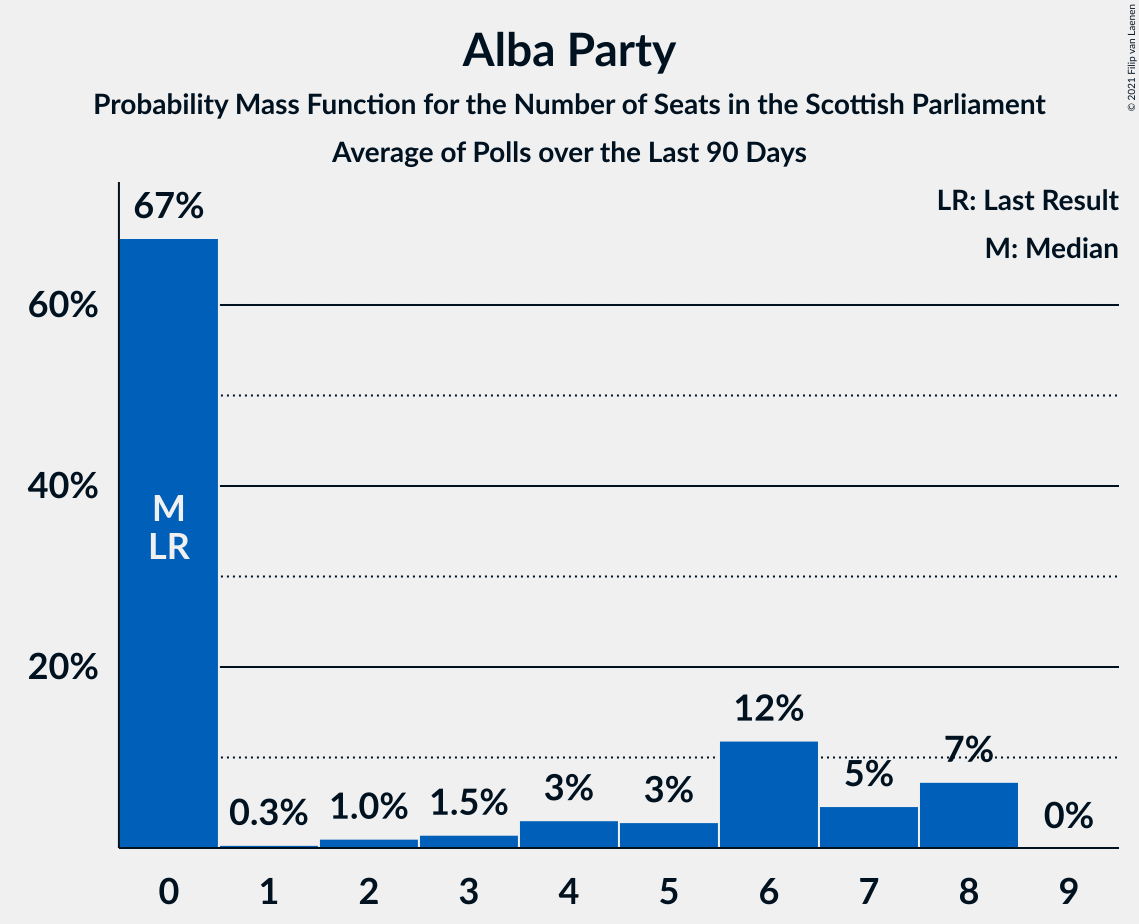 Alba Party
Probability Mass Function for the Number of Seats in the Scottish Parliament
Average of Polls over the Last 90 Days
© 2021 Filip van Laenen
LR: Last Result
M: Median
67%
60%
40%
20%
M
LR
0.3%
1.0%
1.5%
3%
3%
12%
5%
7%
0%
0 1 2 3 4 5 6 7 8 9